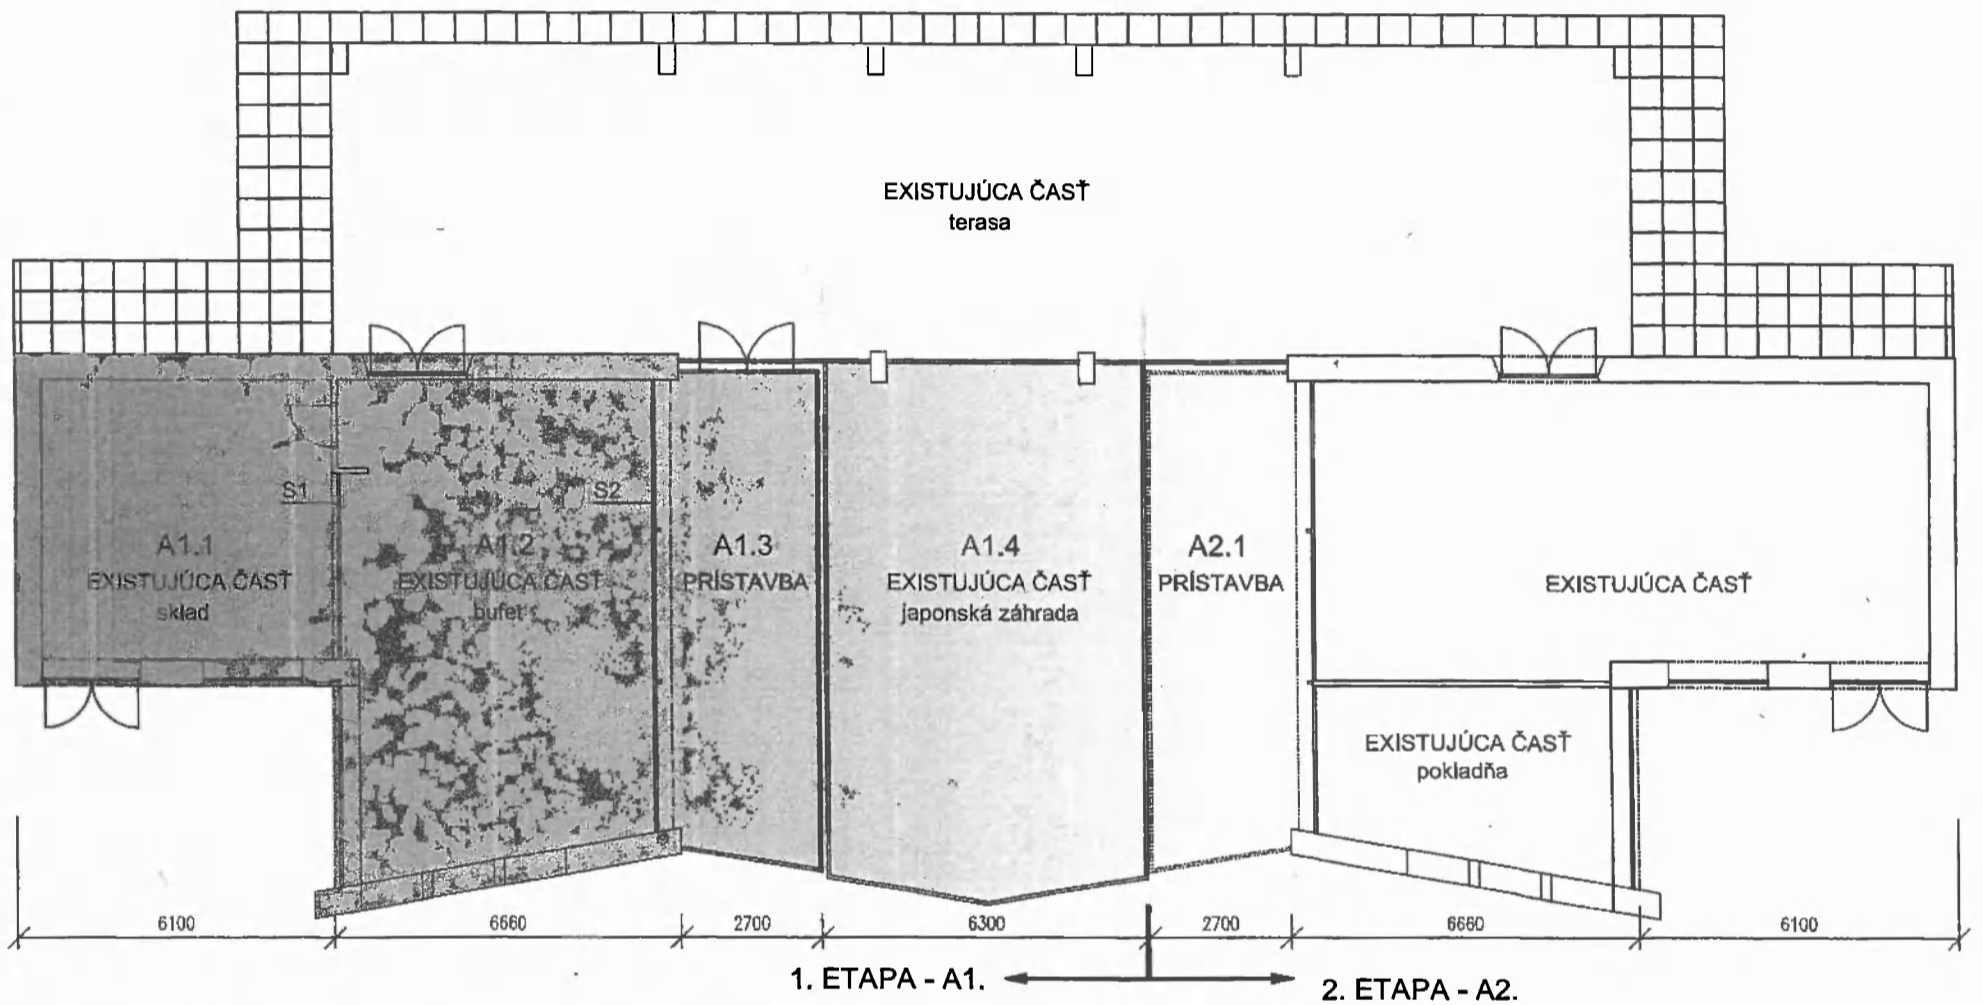 EXISTUJÚCA ČASŤ
terasa
S1
S2
A1.1
EXISTUJÚCA ČASŤ
sklad
A1.2
EXISTUJÚCA ČASŤ
bufet
A1.3
PRÍSTAVBA
A1.4
EXISTUJÚCA ČASŤ
japonská záhrada
A2.1
PRÍSTAVBA
EXISTUJÚCA ČASŤ
EXISTUJÚCA ČASŤ
pokladňa
6100
6660
2700
6300
2700
6660
6100
1. ETAPA - A1.
2. ETAPA - A2.